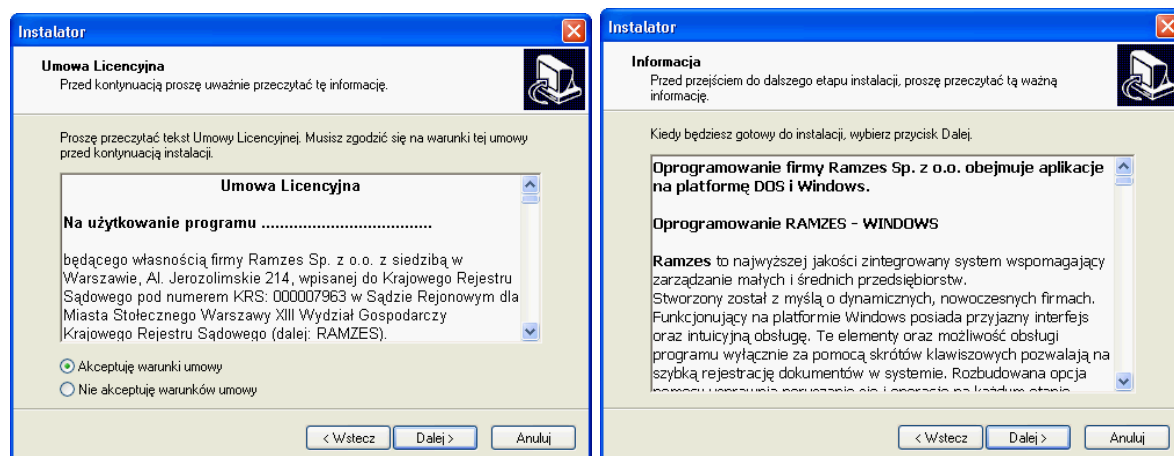 Instalator
Umowa Licencyjna
Przed kontynuacją proszę uważnie przeczytać tę informację.
Proszę przeczytać tekst Umowy Licencyjnej. Musisz zgodzić się na warunki tej umowy
przed kontynuacją instalacji.
Umowa Licencyjna
Na użytkowanie programu .....................................
będącego własnością firmy Ramzes Sp. z o.o. z siedzibą w
Warszawie, Al. Jerozolimskie 214, wpisanej do Krajowego Rejestru
Sądowego pod numerem KRS: 000007963 w Sądzie Rejonowym dla
Miasta Stołecznego Warszawy XIII Wydział Gospodarczy
Krajowego Rejestru Sądowego (dalej: RAMZES).
Akceptuję warunki umowy
Nie akceptuję warunków umowy
< Wstecz
Dalej >
Anuluj
Instalator
Informacja
Przed przejściem do dalszego etapu instalacji, proszę przeczytać tą ważną
informację.
Kiedy będziesz gotowy do instalacji, wybierz przycisk Dalej.
Oprogramowanie firmy Ramzes Sp. z o.o. obejmuje aplikacje
na platformę DOS i Windows.
Oprogramowanie RAMZES - WINDOWS
Ramzes to najwyższej jakości zintegrowany system wspomagający
zarządzanie małych i średnich przedsiębiorstw.
Stworzony został z myślą o dynamicznych, nowoczesnych firmach.
Funkcjonujący na platformie Windows posiada przyjazny interfejs
oraz intuicyjną obsługę. Te elementy oraz możliwość obsługi
programu wyłącznie za pomocą skrótów klawiszowych pozwalają na
szybką rejestrację dokumentów w systemie. Rozbudowana opcja
pomocy usprawnia poruszanie się i operacje na każdym etapie
< Wstecz
Dalej >
Anuluj